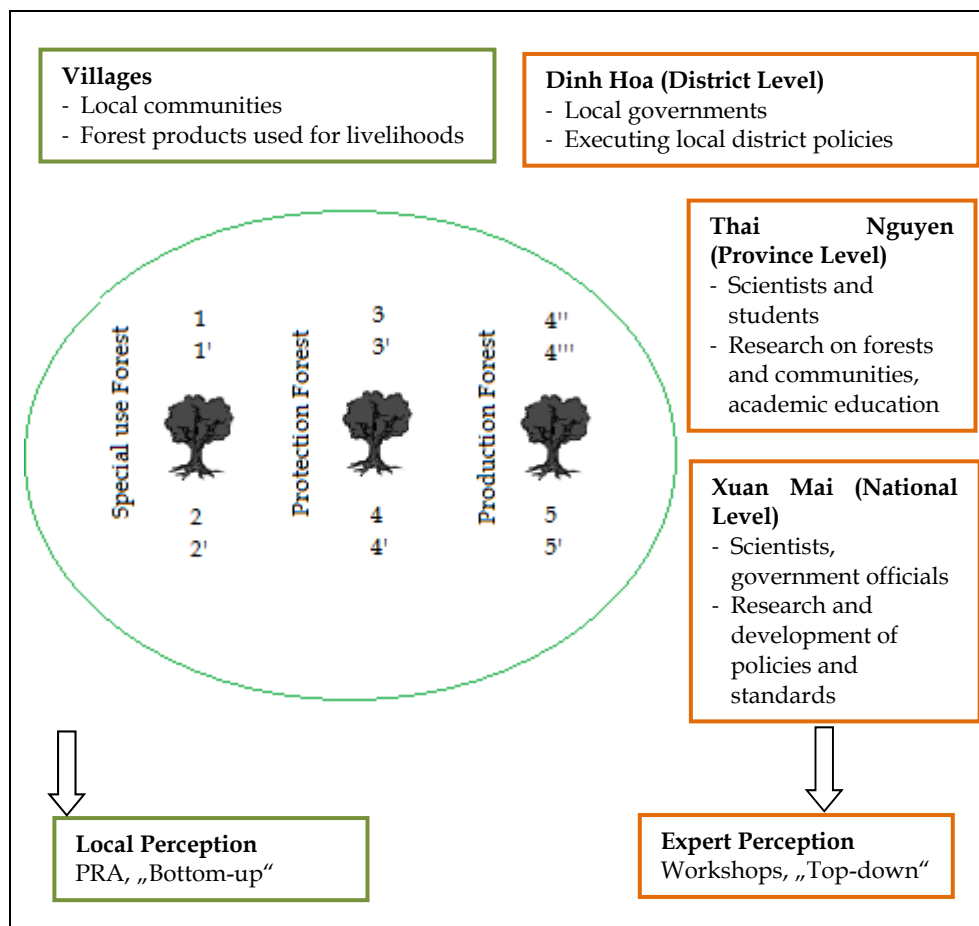 Villages
- Local communities
- Forest products used for livelihoods
Dinh Hoa (District Level)
- Local governments
- Executing local district policies
Thai Nguyen
(Province Level)
- Scientists and
students
- Research on forests
and communities,
academic education
Xuan Mai (National
Level)
- Scientists,
government officials
- Research and
development of
policies and
standards
Special use Forest
1
1'
2
2'
Protection Forest
3
3'
4
4'
Production Forest
4''
4'''
5
5'
Local Perception
PRA, „Bottom-up“
Expert Perception
Workshops, „Top-down“